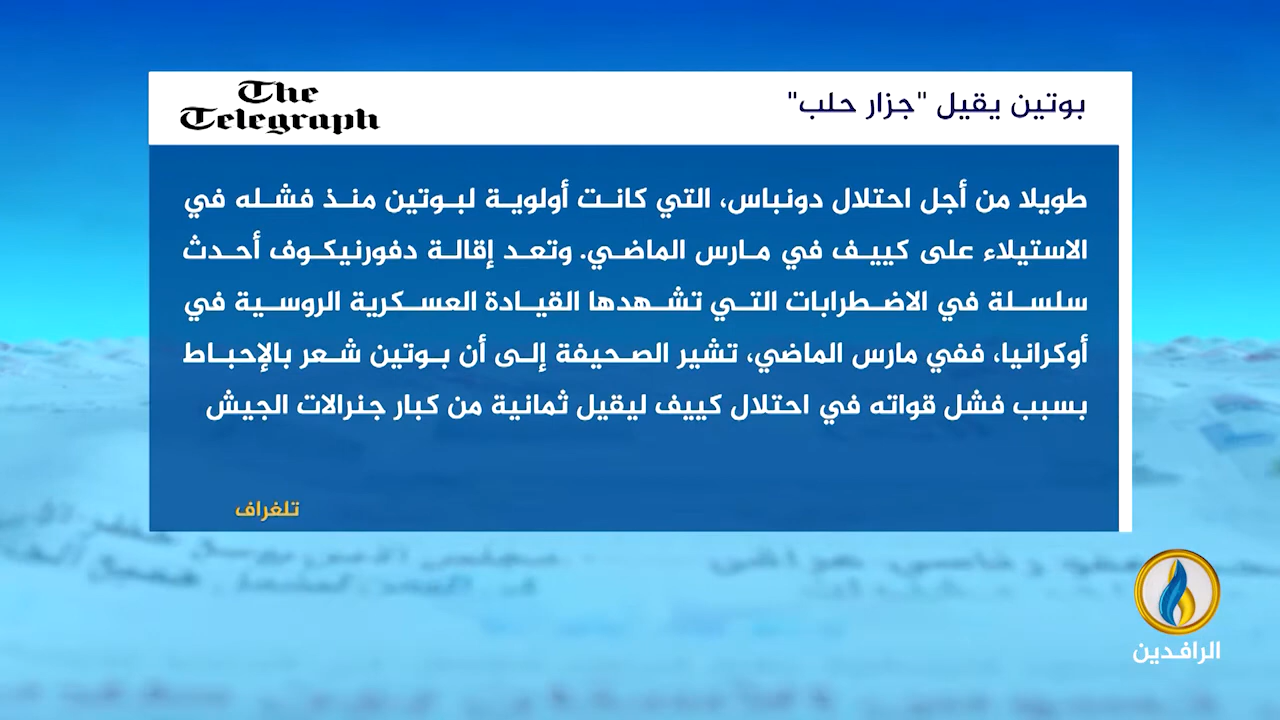 The
Telegraph
بوتين يقيل "جزار حلب"
طويلا من أجل احتلال دونباس، التي كانت أولوية لبوتين منذ فشله في
الاستيلاء على كييف في مارس الماضي. وتعد إقالة دفورنيكوف أحدث
سلسلة في الاضطرابات التي تشهدها القيادة العسكرية الروسية في
أوكرانيا، ففي مارس الماضي، تشير الصحيفة إلى أن بوتين شعر بالإحباط
بسبب فشل قواته في احتلال كييف ليقيل ثمانية من كبار جنرالات الجيش
تلغراف
الرافدين